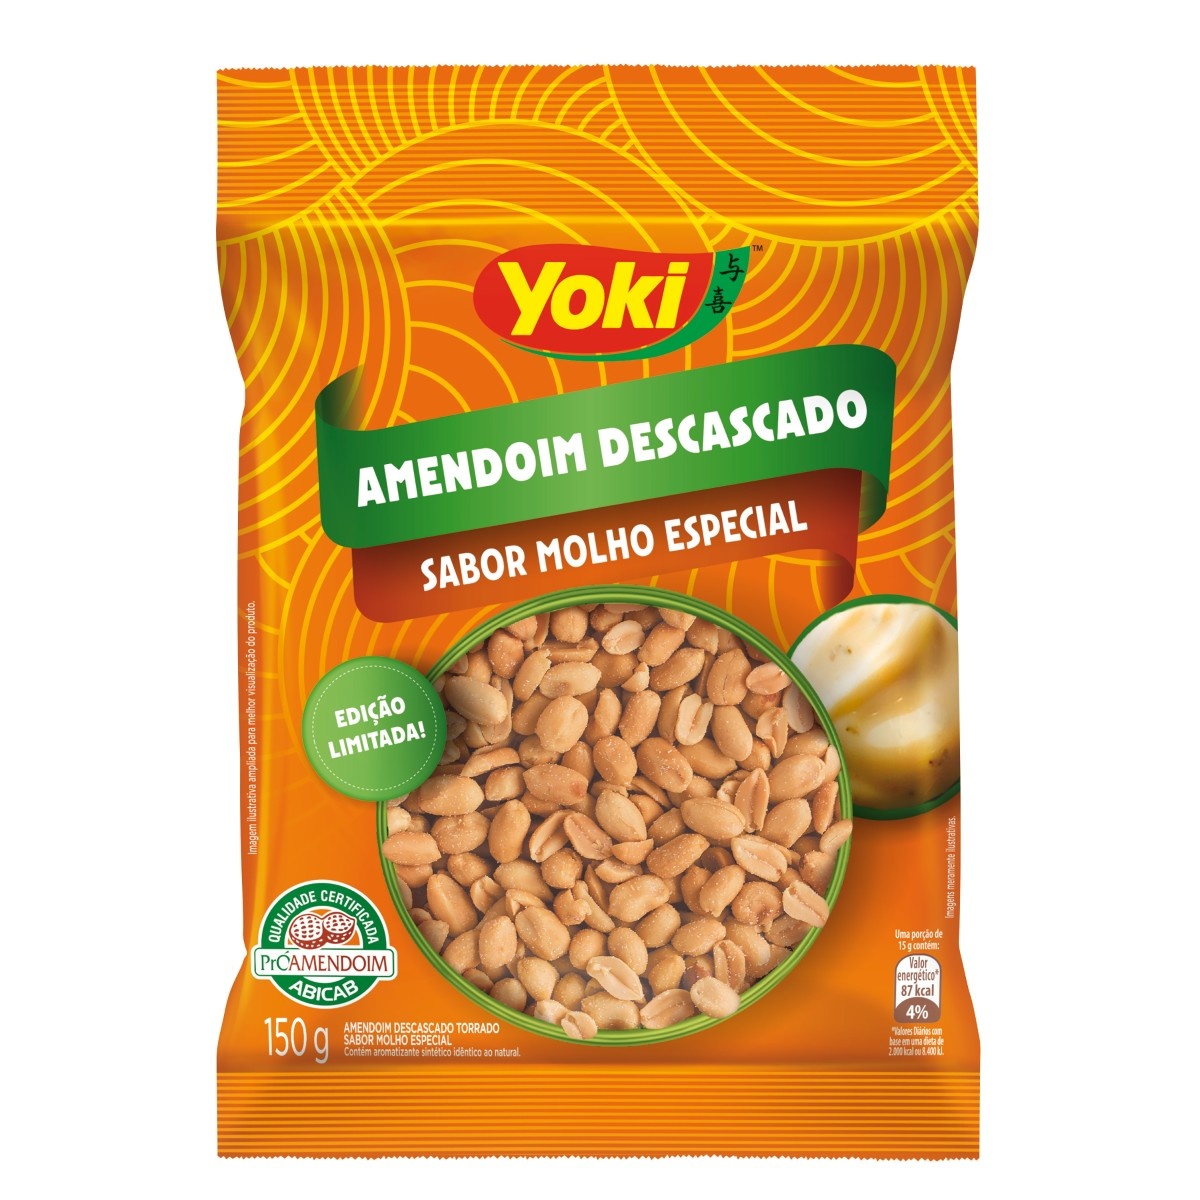 Yoki
™
与
喜
AMENDOIM DESCASCADO
SABOR MOLHO ESPECIAL
EDIÇÃO
LIMITADA!
Imagem ilustrativa ampliada para melhor visualização do produto.
Imagens meramente ilustrativas.
QUALIDADE CERTIFICADA
PrÓAMENDOIM
ABICAB
150 g
AMENDOIM DESCASCADO TORRADO
SABOR MOLHO ESPECIAL
Contém aromatizante sintético idêntico ao natural.
Uma porção de
15 g contém:
Valor
energético*
87 kcal
4%
*Valores Diários com
base em uma dieta de
2.000 kcal ou 8.400 kJ.